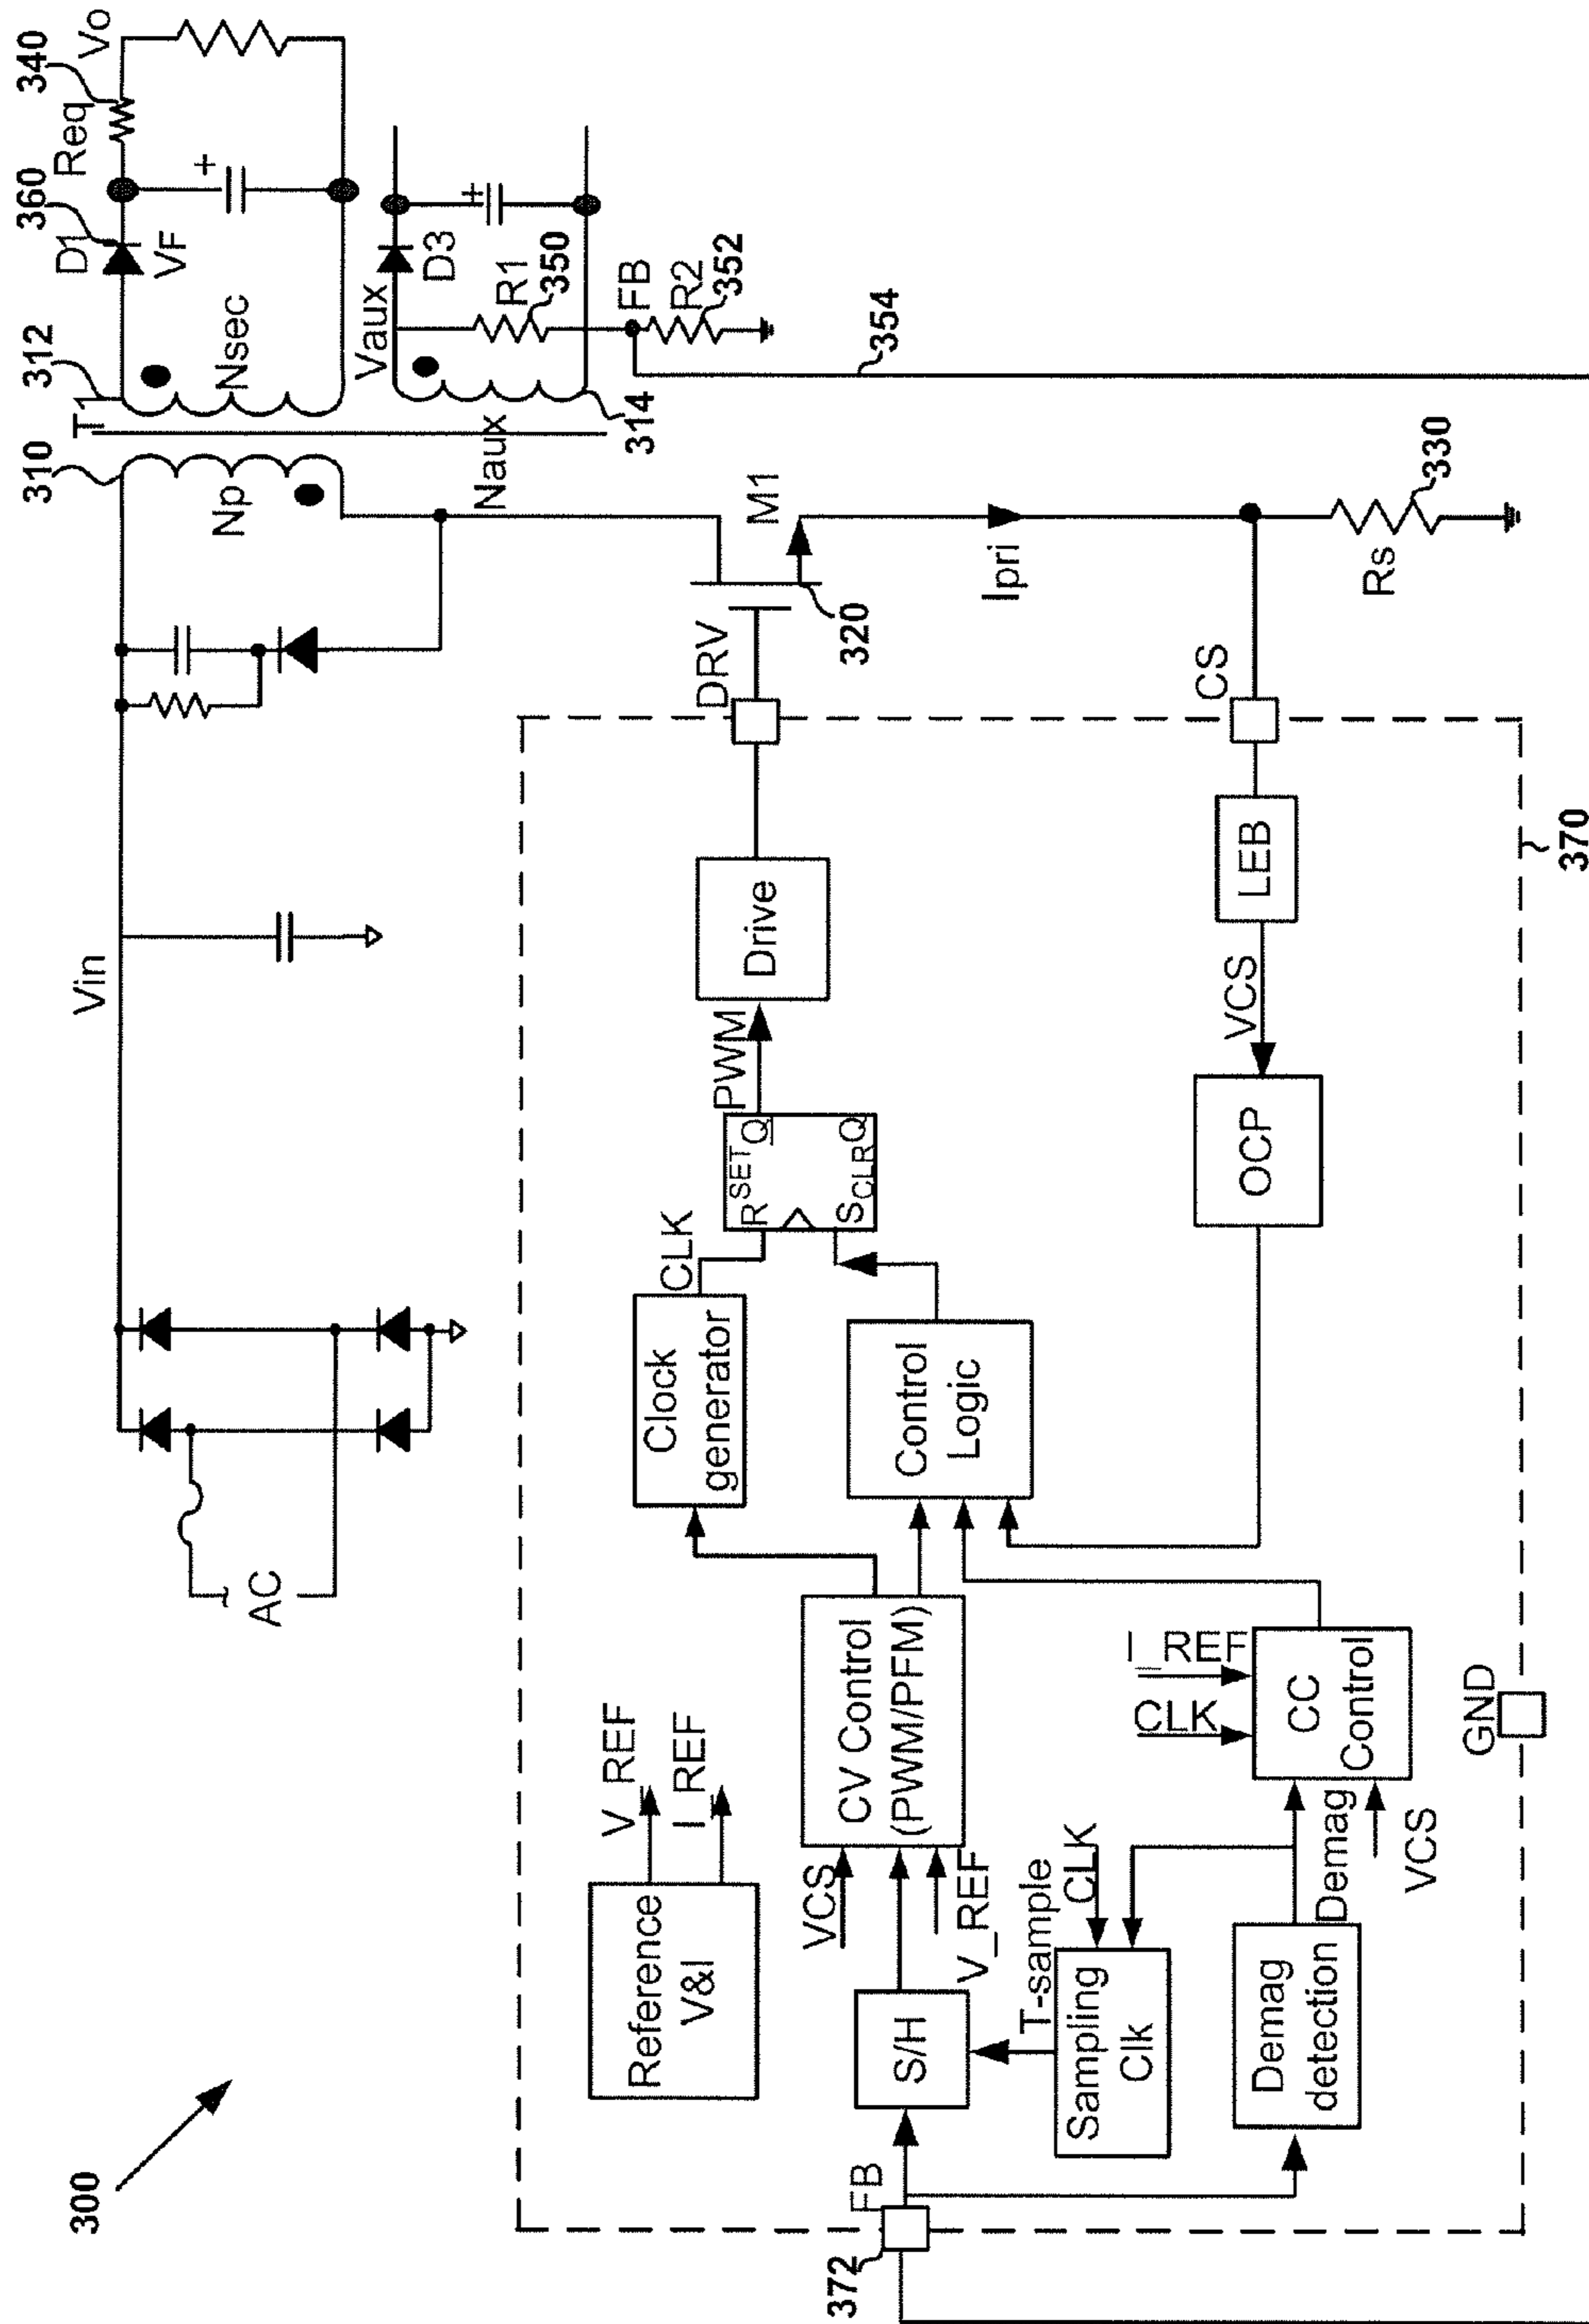 300
AC
Vin
310
T1
312
Np
Nsec
D1
360
VF
Req
340
Vo
Naux
Vaux
314
D3
R1
350
FB
R2
352
354
M1
320
Ipri
Rs
330
DRV
CS
372
FB
GND
370
Reference
V&I
V_REF
I_REF
S/H
T-sample
Sampling
Clk
CLK
Demag
detection
Demag
VCS
V_REF
CV Control
(PWM/PFM)
CLK
I_REF
CC
Control
VCS
Clock
generator
CLK
Control
Logic
R SET Q
S CLR Q
PWM
Drive
OCP
VCS
LEB